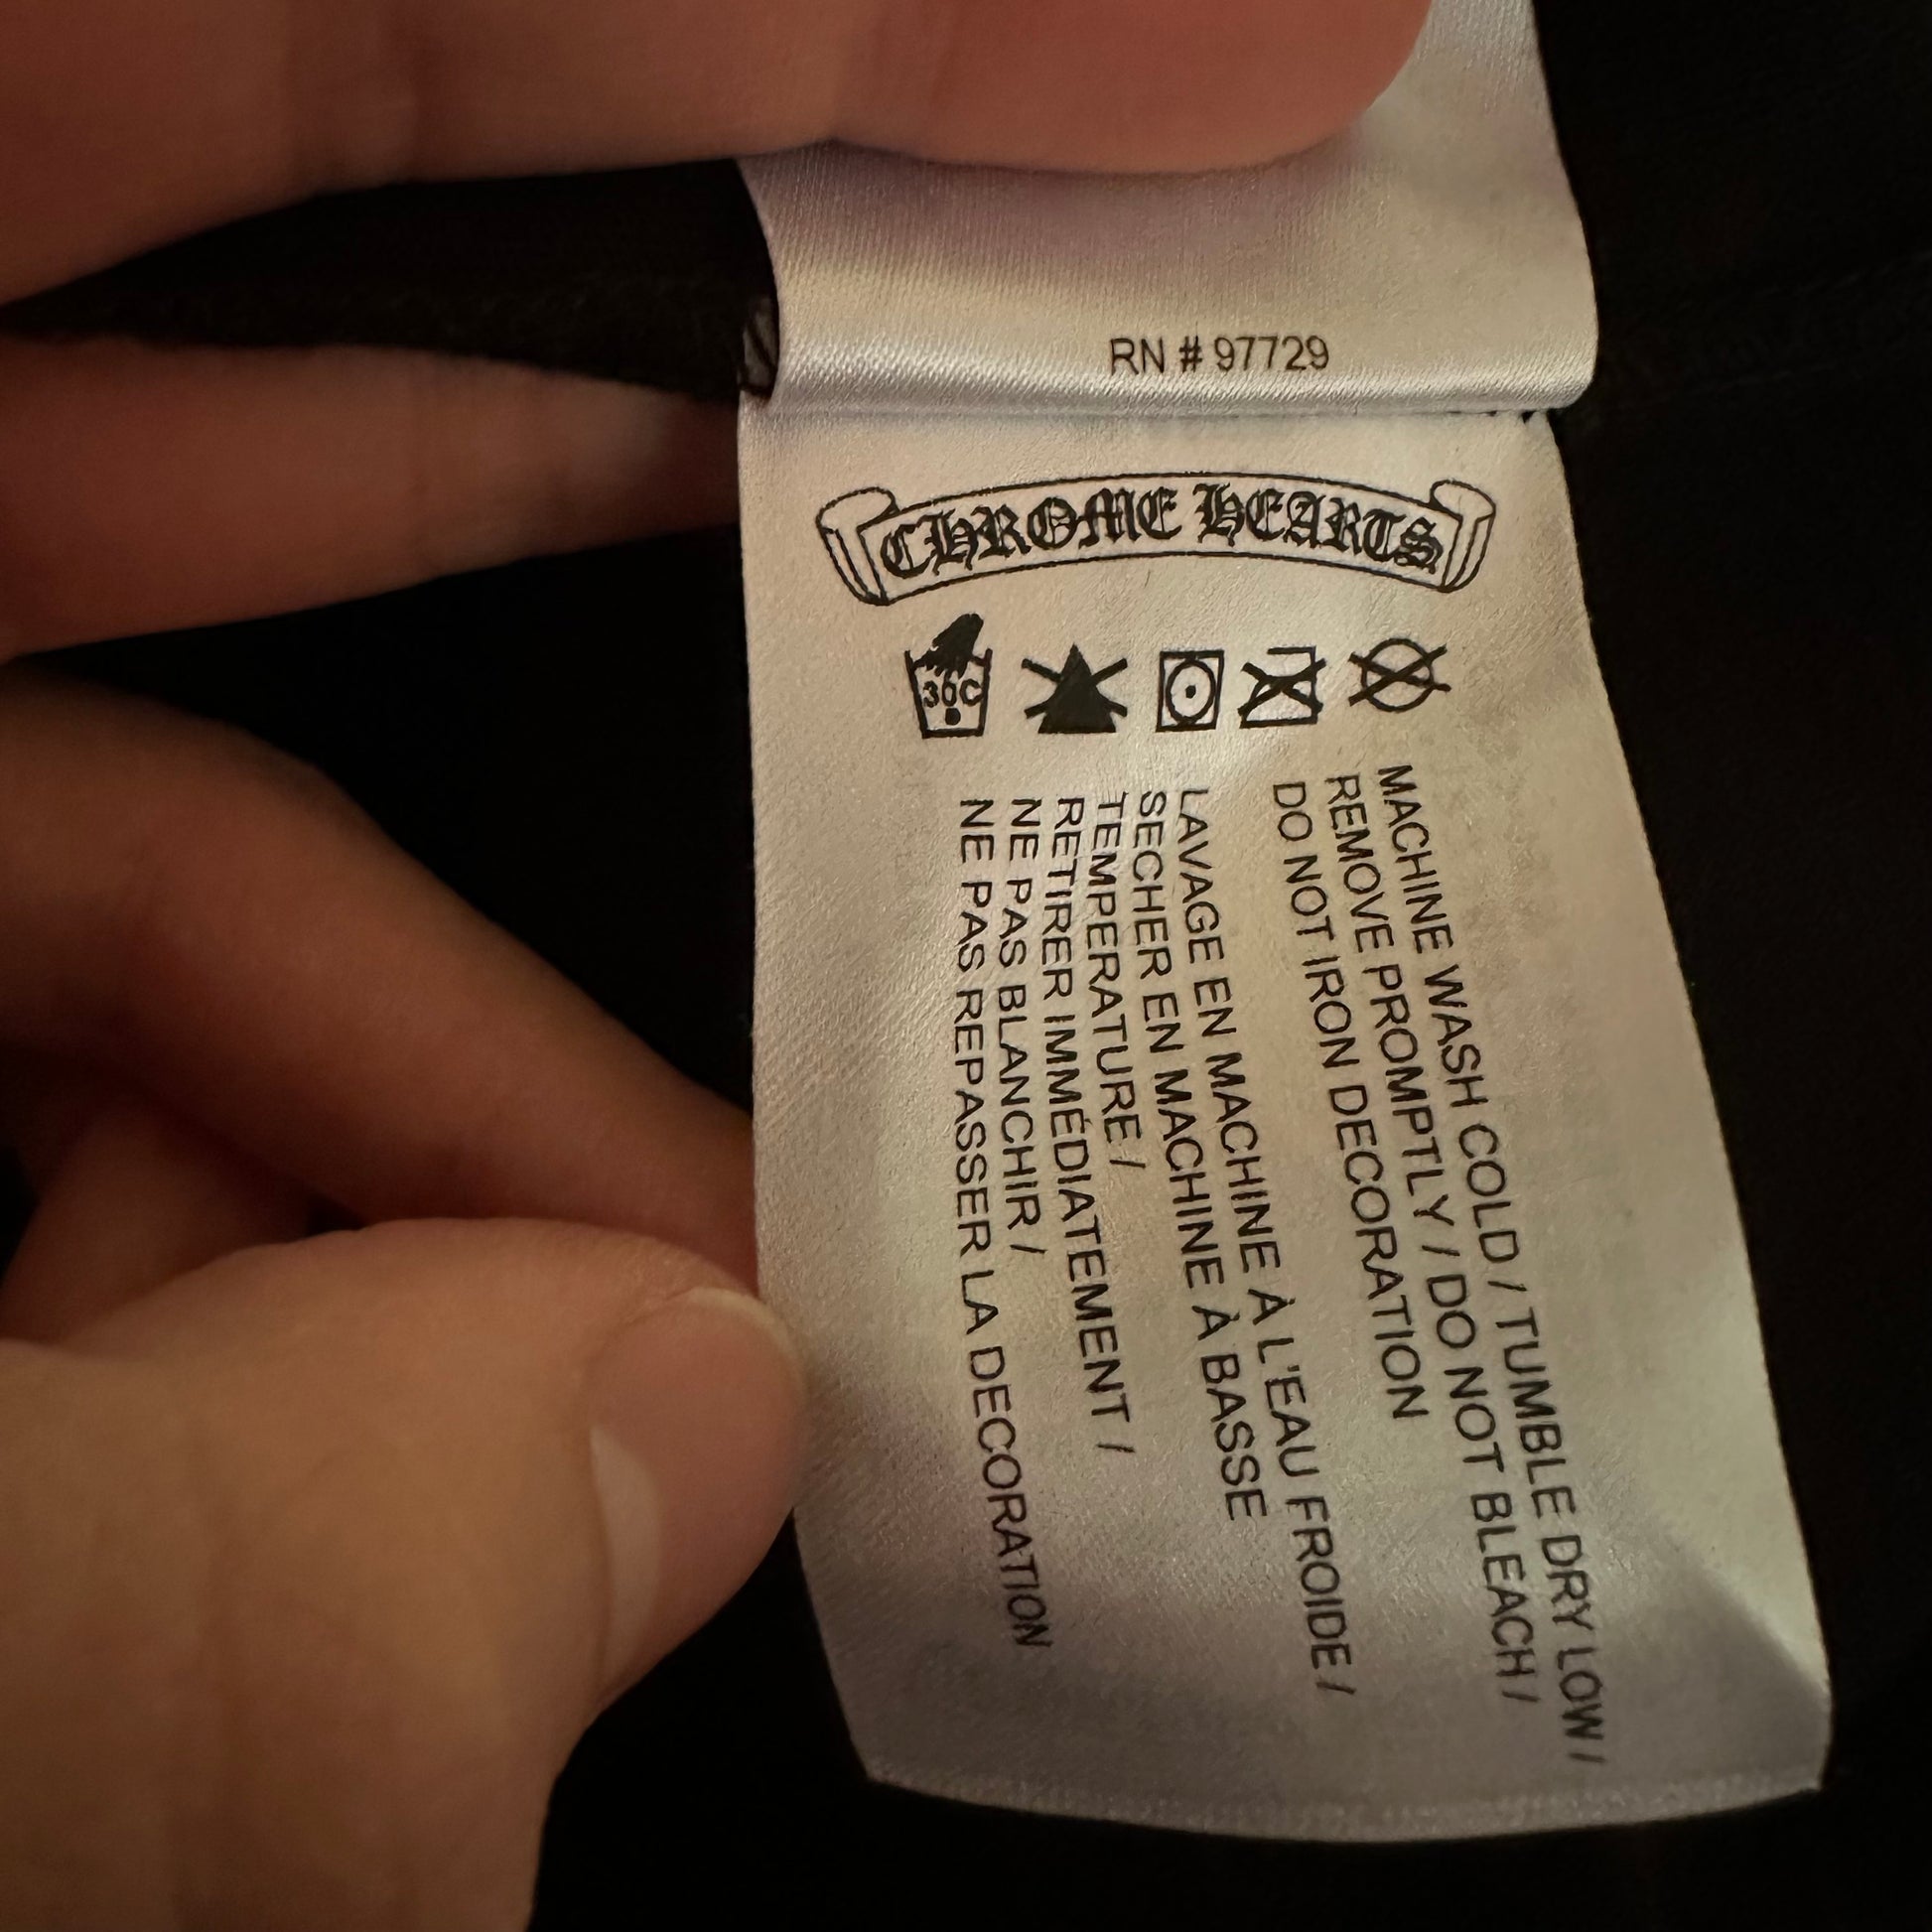 RN # 97729
CHROME HEARTS
30C
MACHINE WASH COLD / TUMBLE DRY LOW /
REMOVE PROMPTLY / DO NOT BLEACH /
DO NOT IRON DECORATION
LAVAGE EN MACHINE À L'EAU FROIDE /
SECHER EN MACHINE À BASSE
TEMPERATURE /
RETIRER IMMÉDIATEMENT /
NE PAS BLANCHIR /
NE PAS REPASSER LA DECORATION